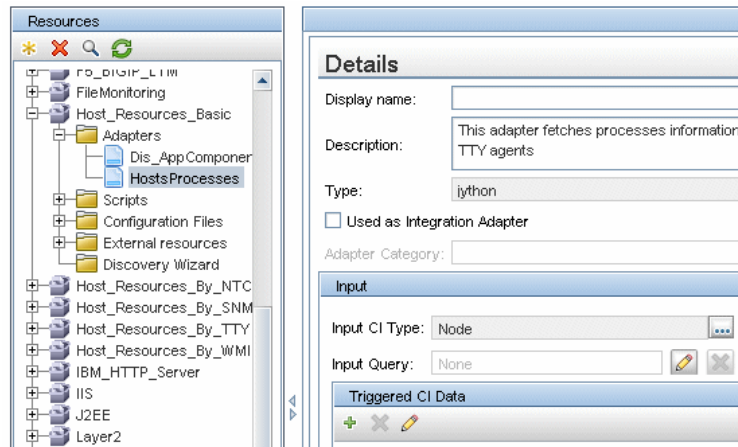 Resources
F5_BIGIP_LTM
FileMonitoring
Host_Resources_Basic
Adapters
Dis_AppComponen
HostsProcesses
Scripts
Configuration Files
External resources
Discovery Wizard
Host_Resources_By_NTC
Host_Resources_By_SNM
Host_Resources_By_TTY
Host_Resources_By_WMI
IBM_HTTP_Server
IIS
J2EE
Layer2
Details
Display name:
Description:
This adapter fetches processes information
TTY agents
Type:
jython
Used as Integration Adapter
Adapter Category:
Input
Input CI Type:
Node
...
Input Query:
None
Triggered CI Data